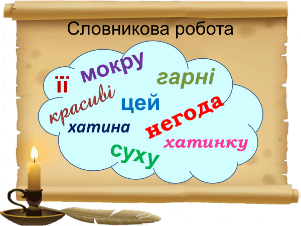 Словникова робота
її мокру гарні
красиві цей
хатина негода
суху хатинку